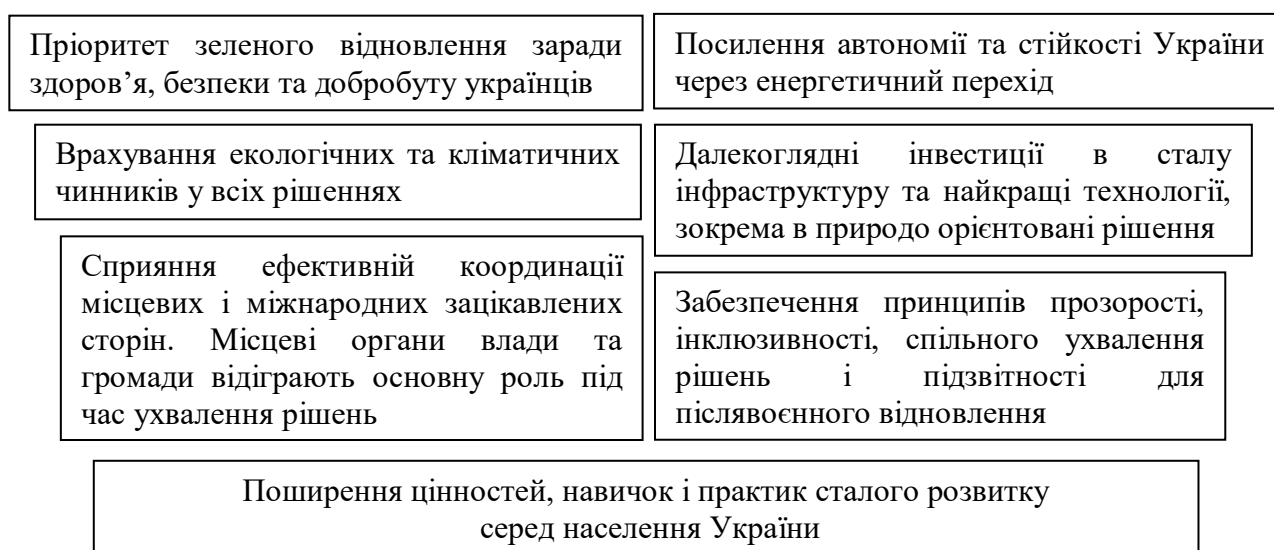 Пріоритет зеленого відновлення заради
здоров’я, безпеки та добробуту українців
Посилення автономії та стійкості України
через енергетичний перехід
Врахування екологічних та кліматичних
чинників у всіх рішеннях
Далекоглядні інвестиції в сталу
інфраструктуру та найкращі технології,
зокрема в природо орієнтовані рішення
Сприяння ефективній координації
місцевих і міжнародних зацікавлених
сторін. Місцеві органи влади та
громади відіграють основну роль під
час ухвалення рішень
Забезпечення принципів прозорості,
інклюзивності, спільного ухвалення
рішень і підзвітності для
післявоєнного відновлення
Поширення цінностей, навичок і практик сталого розвитку
серед населення України